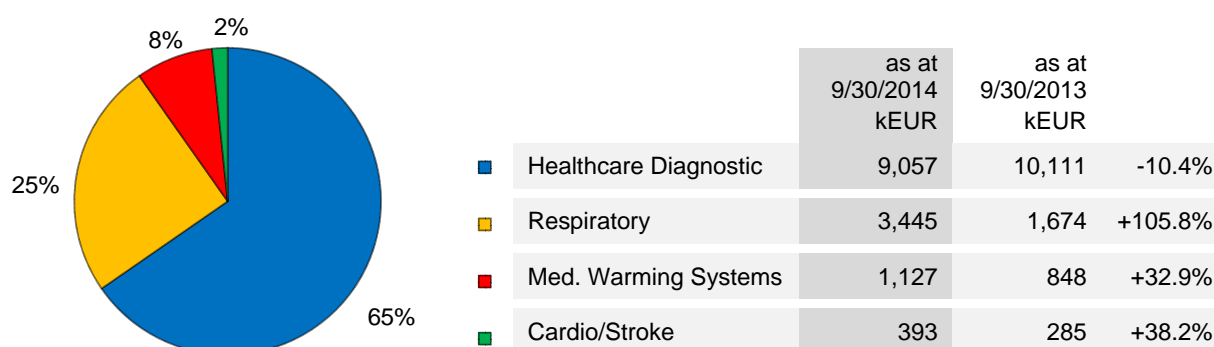 2%
8%
25%
65%
as at as at
9/30/2014 9/30/2013
kEUR kEUR
Healthcare Diagnostic 9,057 10,111 -10.4%
Respiratory 3,445 1,674 +105.8%
Med. Warming Systems 1,127 848 +32.9%
Cardio/Stroke 393 285 +38.2%